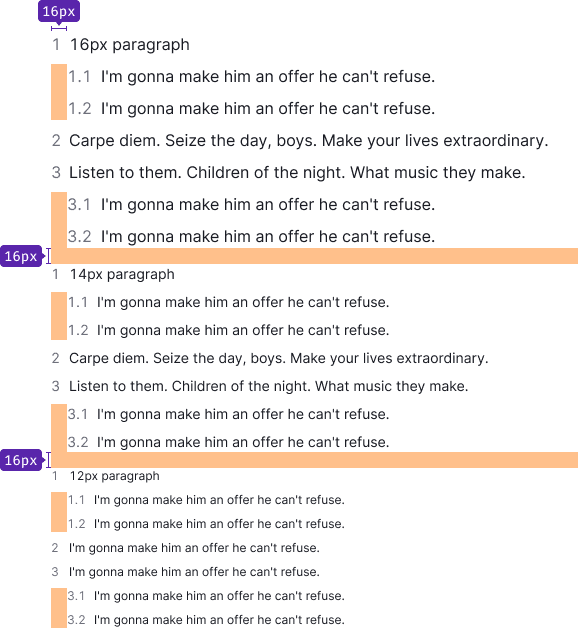 16px
1 16px paragraph
1.1 I'm gonna make him an offer he can't refuse.
1.2 I'm gonna make him an offer he can't refuse.
2 Carpe diem. Seize the day, boys. Make your lives extraordinary.
3 Listen to them. Children of the night. What music they make.
3.1 I'm gonna make him an offer he can't refuse.
3.2 I'm gonna make him an offer he can't refuse.
16px
1 14px paragraph
1.1 I'm gonna make him an offer he can't refuse.
1.2 I'm gonna make him an offer he can't refuse.
2 Carpe diem. Seize the day, boys. Make your lives extraordinary.
3 Listen to them. Children of the night. What music they make.
3.1 I'm gonna make him an offer he can't refuse.
3.2 I'm gonna make him an offer he can't refuse.
16px
1 12px paragraph
1.1 I'm gonna make him an offer he can't refuse.
1.2 I'm gonna make him an offer he can't refuse.
2 I'm gonna make him an offer he can't refuse.
3 I'm gonna make him an offer he can't refuse.
3.1 I'm gonna make him an offer he can't refuse.
3.2 I'm gonna make him an offer he can't refuse.